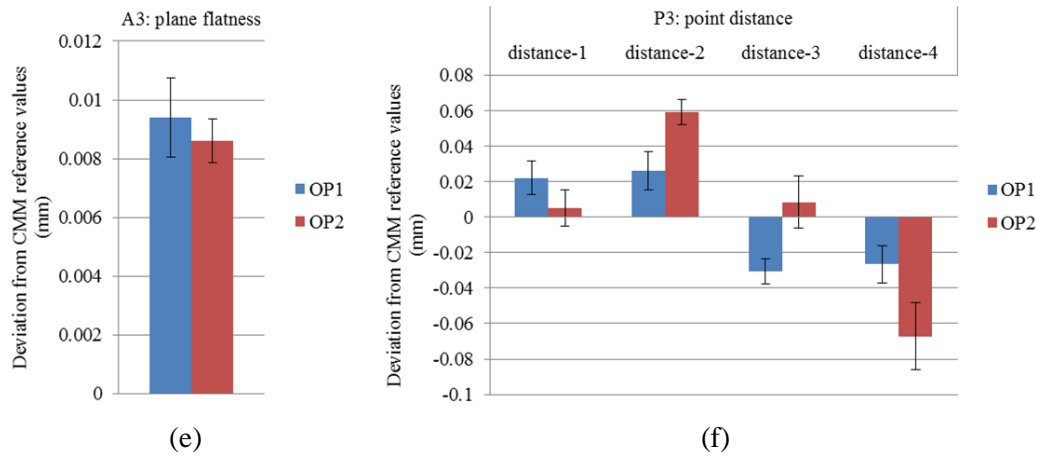 A3: plane flatness
0.012
0.01
0.008
0.006
0.004
0.002
0
Deviation from CMM reference values
(mm)
OP1
OP2
(e)
P3: point distance
distance-1 distance-2 distance-3 distance-4
0.08
0.06
0.04
0.02
0
-0.02
-0.04
-0.06
-0.08
-0.1
Deviation from CMM reference values
(mm)
OP1
OP2
(f)